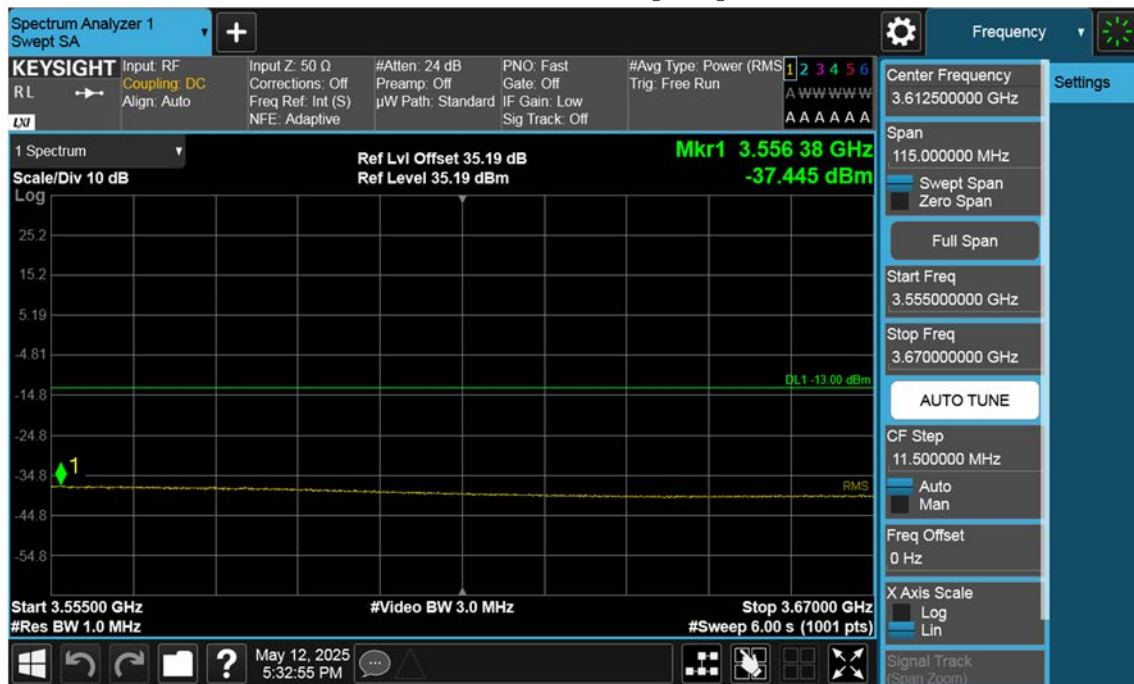 Spectrum Analyzer 1
Swept SA
+
Frequency
KEYSIGHT
RL
LXI
Input: RF
Coupling: DC
Align: Auto
Input Z: 50 Ω
Corrections: Off
Freq Ref: Int (S)
NFE: Adaptive
#Atten: 24 dB
Preamp: Off
µW Path: Standard
PNO: Fast
Gate: Off
IF Gain: Low
Sig Track: Off
#Avg Type: Power (RMS
Trig: Free Run
1 2 3 4 5 6
A W W W W W
A A A A A A
1 Spectrum
Scale/Div 10 dB
Ref Lvl Offset 35.19 dB
Ref Level 35.19 dBm
Mkr1 3.556 38 GHz
-37.445 dBm
Log
25.2
15.2
5.19
-4.81
DL1 -13.00 dBm
-14.8
-24.8
1
-34.8
RMS
-44.8
-54.8
Start 3.55500 GHz
#Video BW 3.0 MHz
Stop 3.67000 GHz
#Res BW 1.0 MHz
#Sweep 6.00 s (1001 pts)
?
May 12, 2025
5:32:55 PM
Center Frequency
3.612500000 GHz
Settings
Span
115.000000 MHz
Swept Span
Zero Span
Full Span
Start Freq
3.555000000 GHz
Stop Freq
3.670000000 GHz
AUTO TUNE
CF Step
11.500000 MHz
Auto
Man
Freq Offset
0 Hz
X Axis Scale
Log
Lin
Signal Track
(Span Zoom)